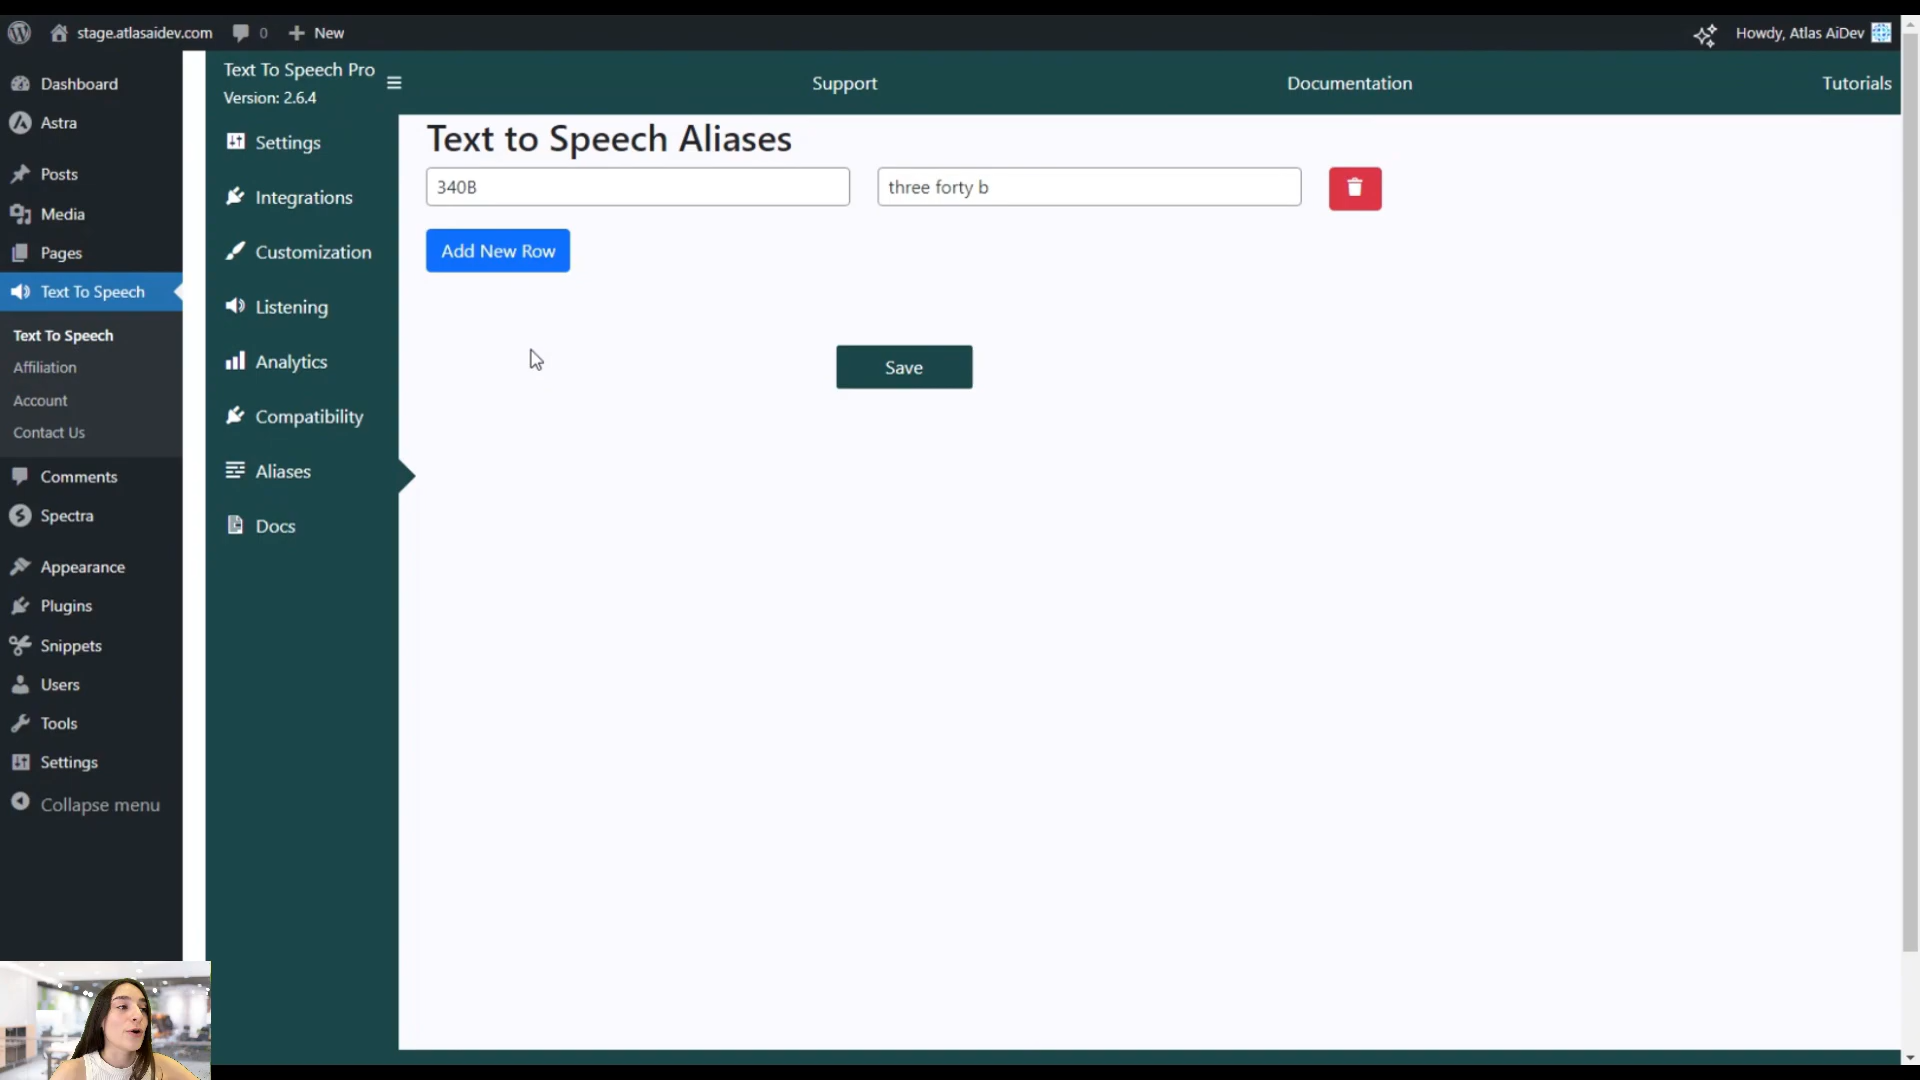 stage.atlasaidev.com 0 New Howdy, Atlas AiDev
Dashboard
Astra
Posts
Media
Pages
Text To Speech
Text To Speech
Affiliation
Account
Contact Us
Comments
Spectra
Appearance
Plugins
Snippets
Users
Tools
Settings
Collapse menu
Text To Speech Pro
Version: 2.6.4
Support Documentation Tutorials
Settings
Integrations
Customization
Listening
Analytics
Compatibility
Aliases
Docs
Text to Speech Aliases
340B three forty b
Add New Row
Save